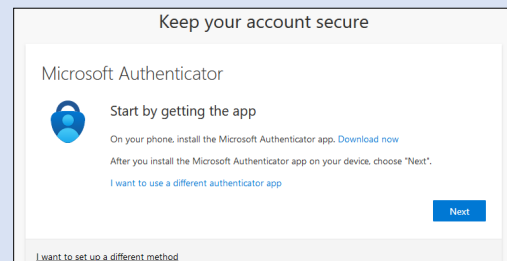 Keep your account secure
Microsoft Authenticator
Start by getting the app
On your phone, install the Microsoft Authenticator app. Download now
After you install the Microsoft Authenticator app on your device, choose "Next".
I want to use a different authenticator app
Next
I want to set up a different method